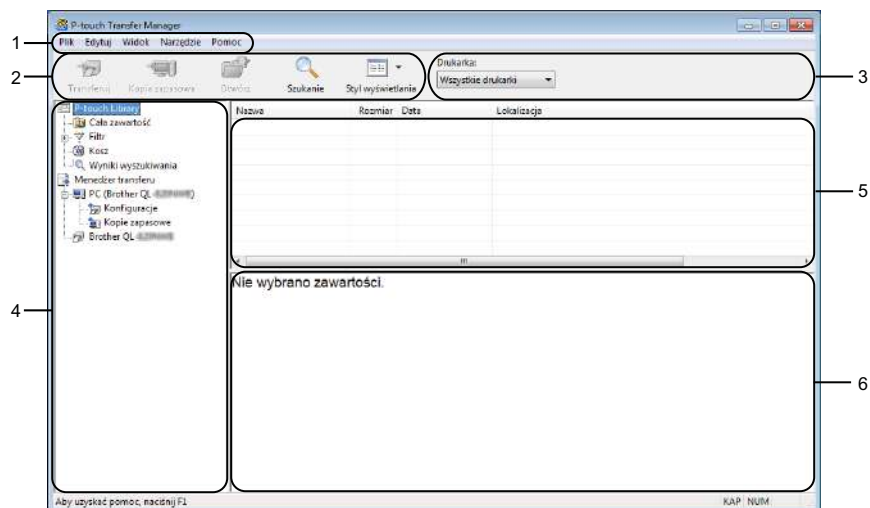 P-touch Transfer Manager
1
Plik Edytuj Widok Narzędzie Pomoc
2
Transferuj Kopie zapasowe Otwórz Szukanie Styl wyświetlania
Drukarka:
Wszystkie drukarki
3
P-touch Library
Cała zawartość
Filtr
Kosz
Wyniki wyszukiwania
Menedżer transferu
PC (Brother QL-
Konfiguracje
Kopie zapasowe
Brother QL-
4
Nazwa Rozmiar Data Lokalizacja
5
Nie wybrano zawartości.
6
Aby uzyskać pomoc, naciśnij F1
KAP NUM